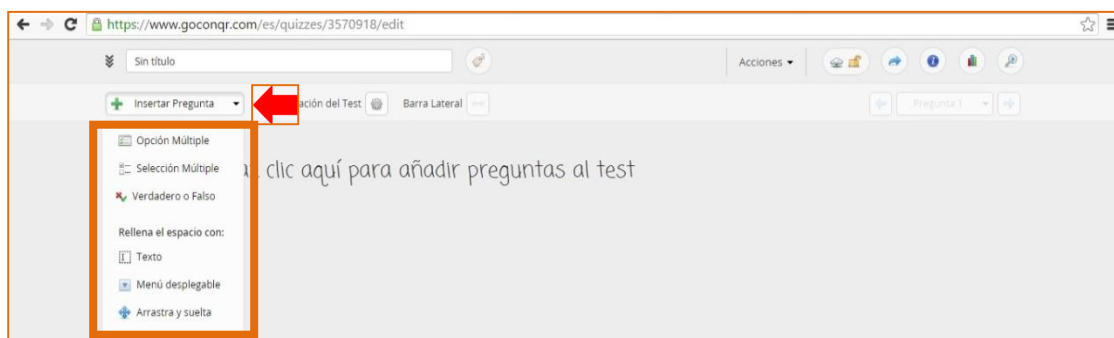 https://www.goconqr.com/es/quizzes/3570918/edit
Sin título
Acciones
Insertar Pregunta
ación del Test
Barra Lateral
Pregunta 1
Opción Múltiple
Selección Múltiple
clic aquí para añadir preguntas al test
Verdadero o Falso
Rellena el espacio con:
Texto
Menú desplegable
Arrastra y suelta